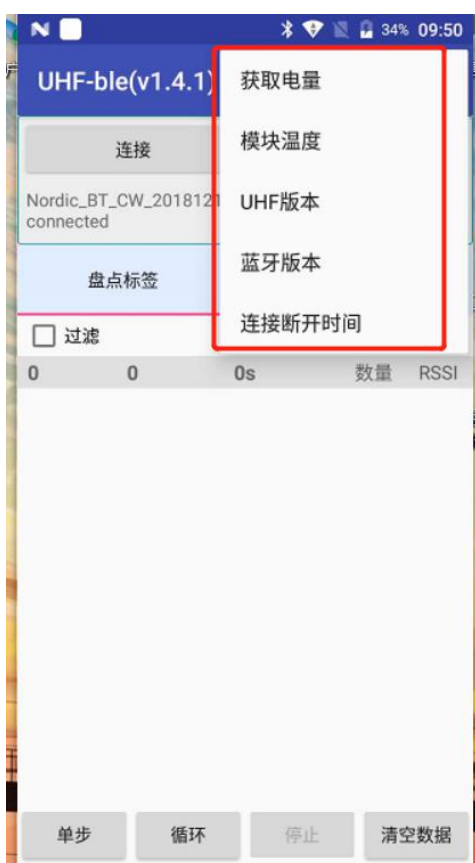 34% 09:50
UHF-ble(v1.4.1)
获取电量
模块温度
UHF版本
蓝牙版本
连接断开时间
连接
Nordic_BT_CW_2018121
connected
盘点标签
过滤
0 0 0s 数量 RSSI
单步 循环 停止 清空数据